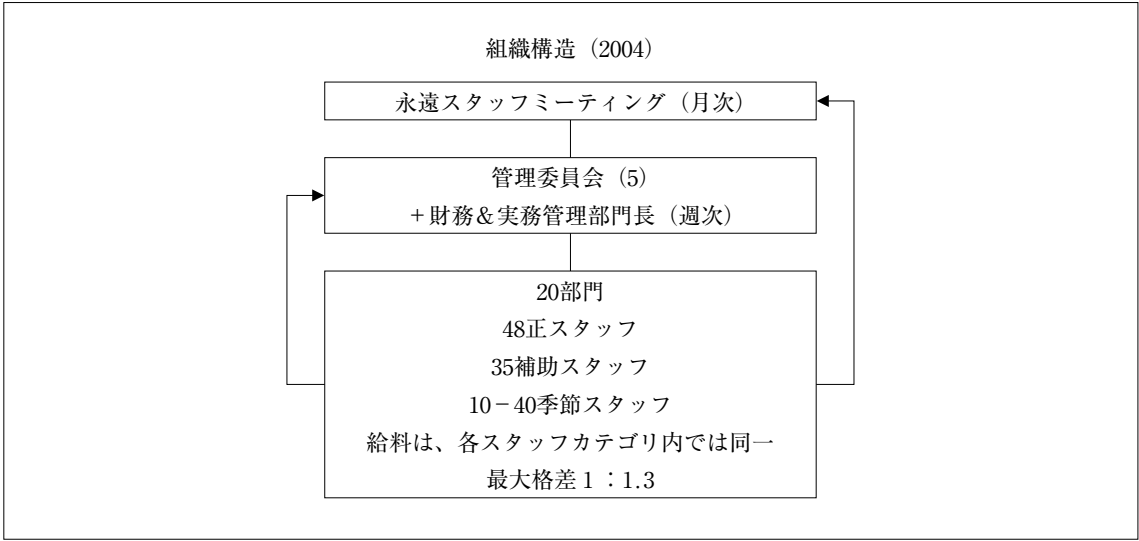 組織構造（2004）
永遠スタッフミーティング（月次）
管理委員会（5）
＋財務＆実務管理部門長（週次）
20部門
48正スタッフ
35補助スタッフ
10－40季節スタッフ
給料は、各スタッフカテゴリ内では同一
最大格差１：1.3